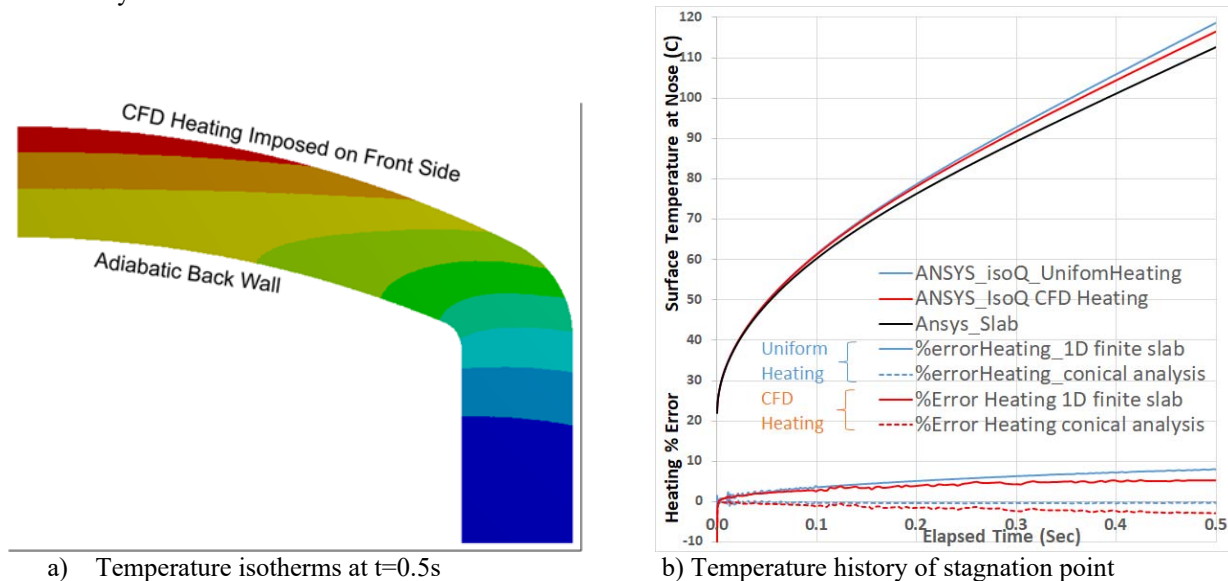 CFD Heating Imposed on Front Side
Adiabatic Back Wall
a) Temperature isotherms at t=0.5s
Surface Temperature at Nose (C)
Heating % Error
120
110
100
90
80
70
60
50
40
30
20
10
0
-10
ANSYS_isoQ_UnifomHeating
ANSYS_IsoQ CFD Heating
Ansys_Slab
Uniform
Heating
%errorHeating_1D finite slab
%errorHeating_conical analysis
CFD
Heating
%Error Heating 1D finite slab
%Error Heating conical analysis
0.0 0.1 0.2 0.3 0.4 0.5
Elapsed Time (Sec)
b) Temperature history of stagnation point